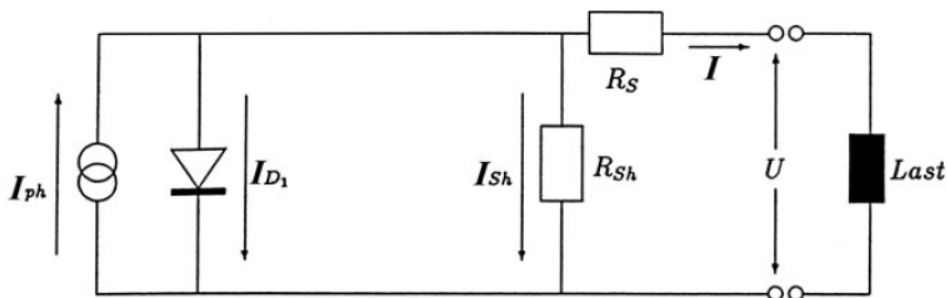 R_S
I
I_ph
I_D1
I_Sh
R_Sh
U
Last